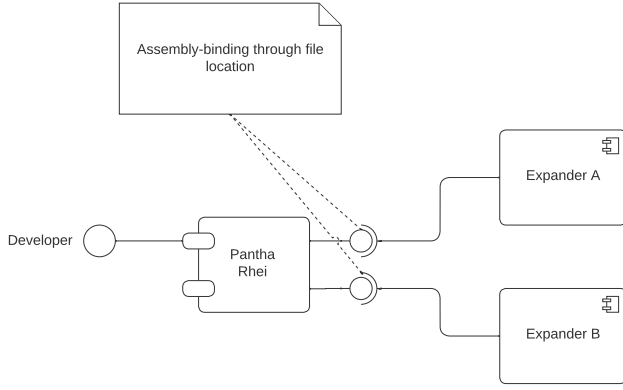 Assembly-binding through file
location
Expander A
Developer
Pantha
Rhei
Expander B